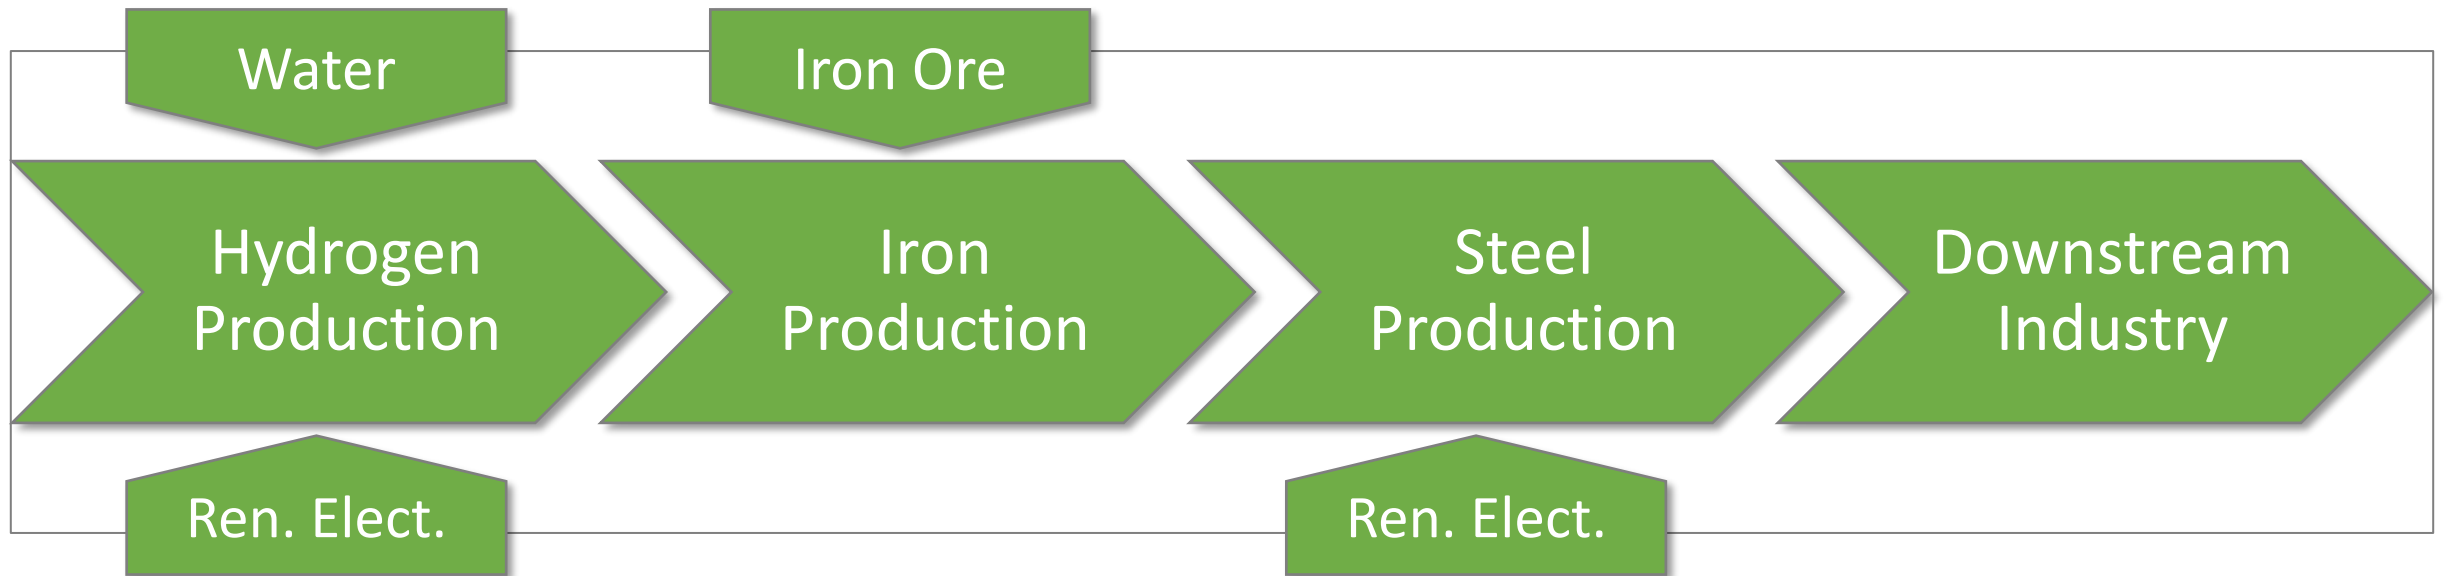 Water
Iron Ore
Hydrogen
Production
Iron
Production
Steel
Production
Downstream
Industry
Ren. Elect.
Ren. Elect.